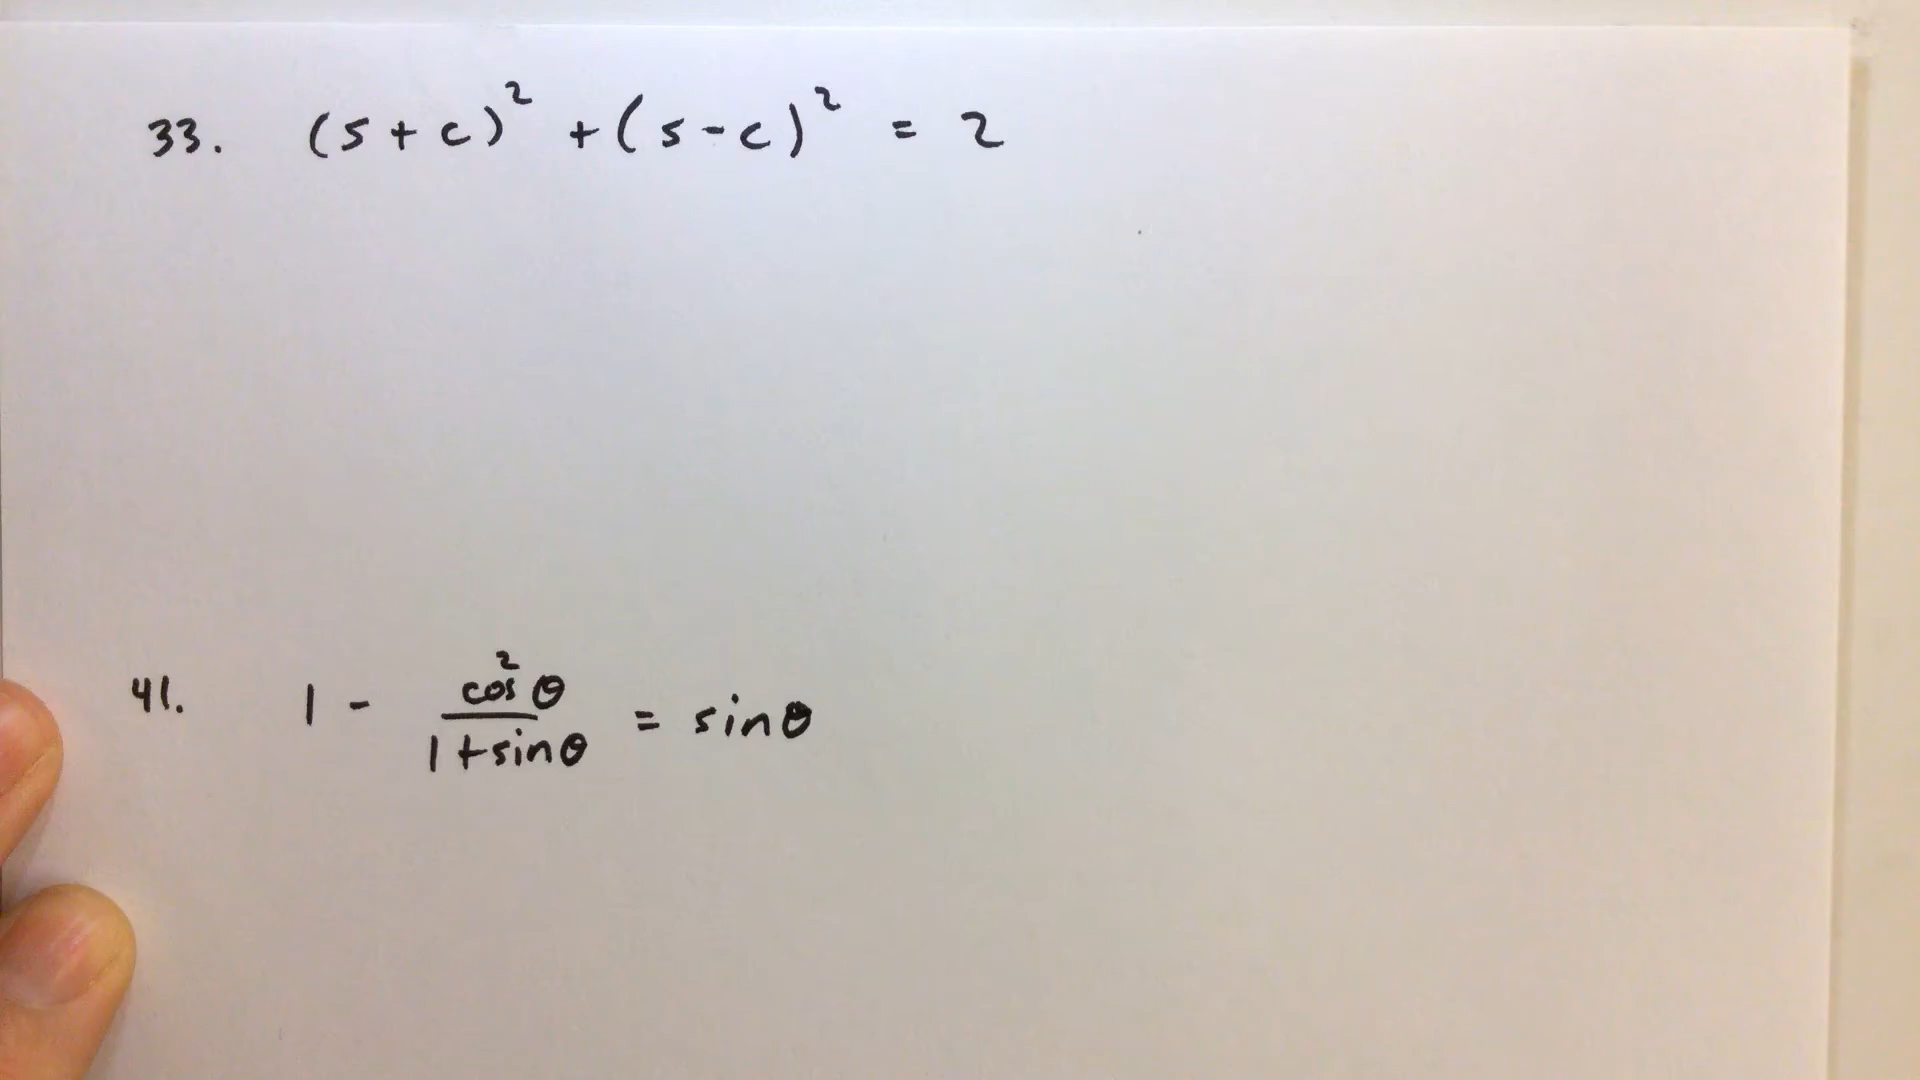 33. (s+c)² + (s-c)² = 2
41. 1 - cos²θ/1+sinθ = sinθ